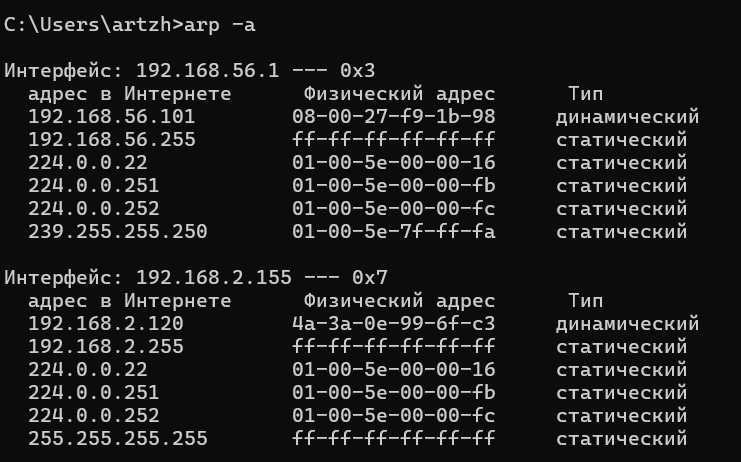 C:\Users\artzh>arp -a
Интерфейс: 192.168.56.1 --- 0x3
адрес в Интернете Физический адрес Тип
192.168.56.101 08-00-27-f9-1b-98 динамический
192.168.56.255 ff-ff-ff-ff-ff-ff статический
224.0.0.22 01-00-5e-00-00-16 статический
224.0.0.251 01-00-5e-00-00-fb статический
224.0.0.252 01-00-5e-00-00-fc статический
239.255.255.250 01-00-5e-7f-ff-fa статический
Интерфейс: 192.168.2.155 --- 0x7
адрес в Интернете Физический адрес Тип
192.168.2.120 4a-3a-0e-99-6f-c3 динамический
192.168.2.255 ff-ff-ff-ff-ff-ff статический
224.0.0.22 01-00-5e-00-00-16 статический
224.0.0.251 01-00-5e-00-00-fb статический
224.0.0.252 01-00-5e-00-00-fc статический
255.255.255.255 ff-ff-ff-ff-ff-ff статический